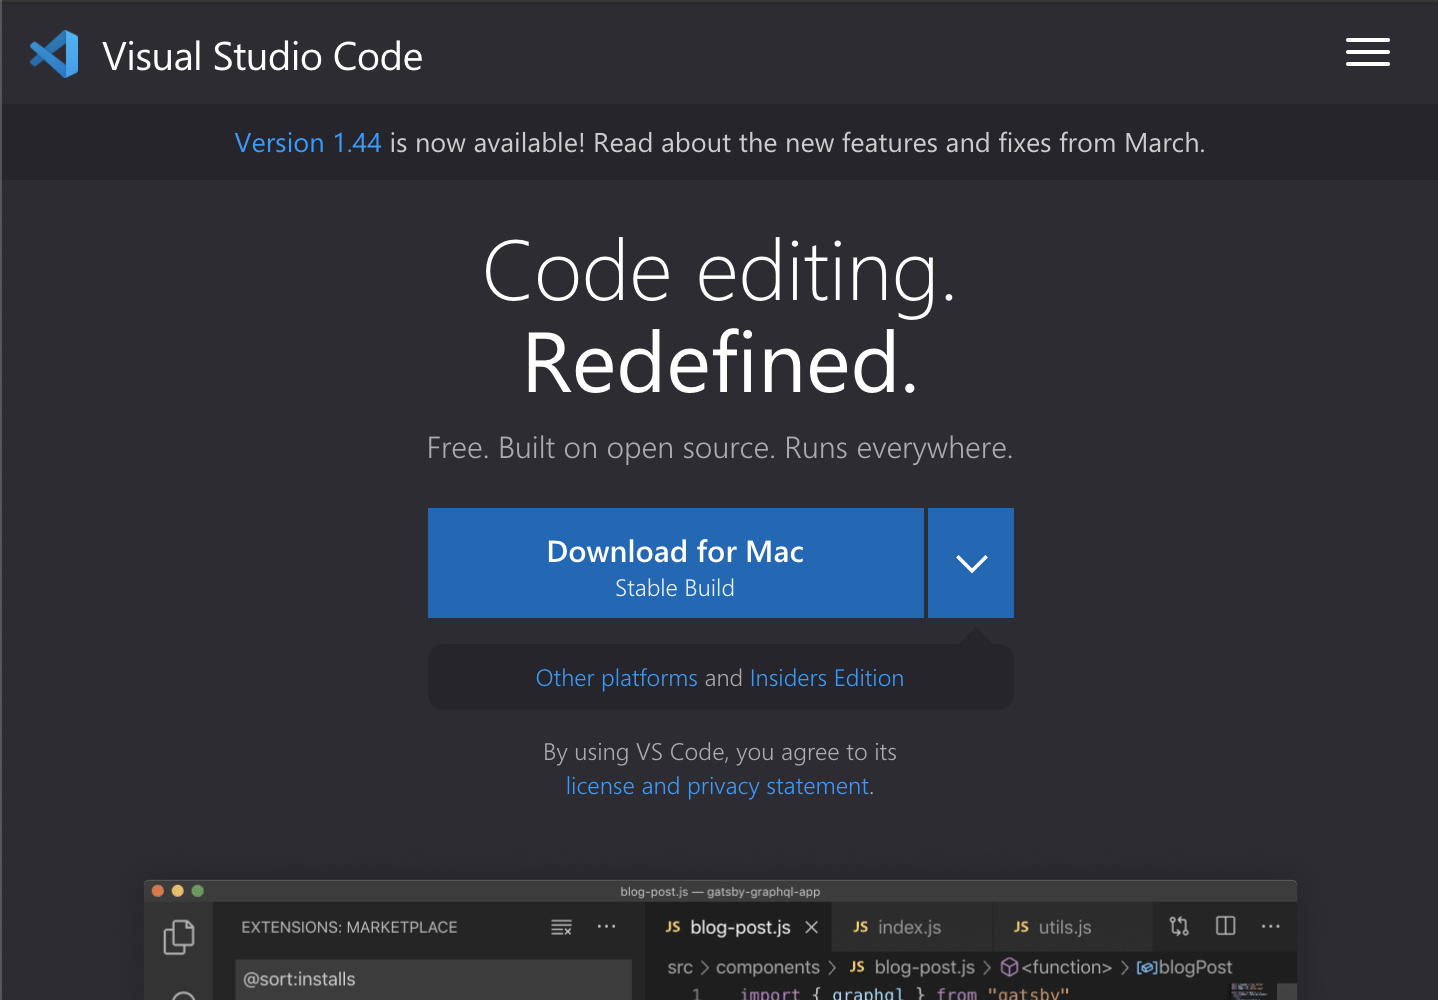 Visual Studio Code
Version 1.44 is now available! Read about the new features and fixes from March.
Code editing.
Redefined.
Free. Built on open source. Runs everywhere.
Download for Mac
Stable Build
Other platforms and Insiders Edition
By using VS Code, you agree to its
license and privacy statement.
blog-post.js — gatsby-graphql-app
EXTENSIONS: MARKETPLACE
JS blog-post.js JS index.js JS utils.js
@sort:installs
src > components > JS blog-post.js > <function> > blogPost
1 import { graphql } from "gatsby"